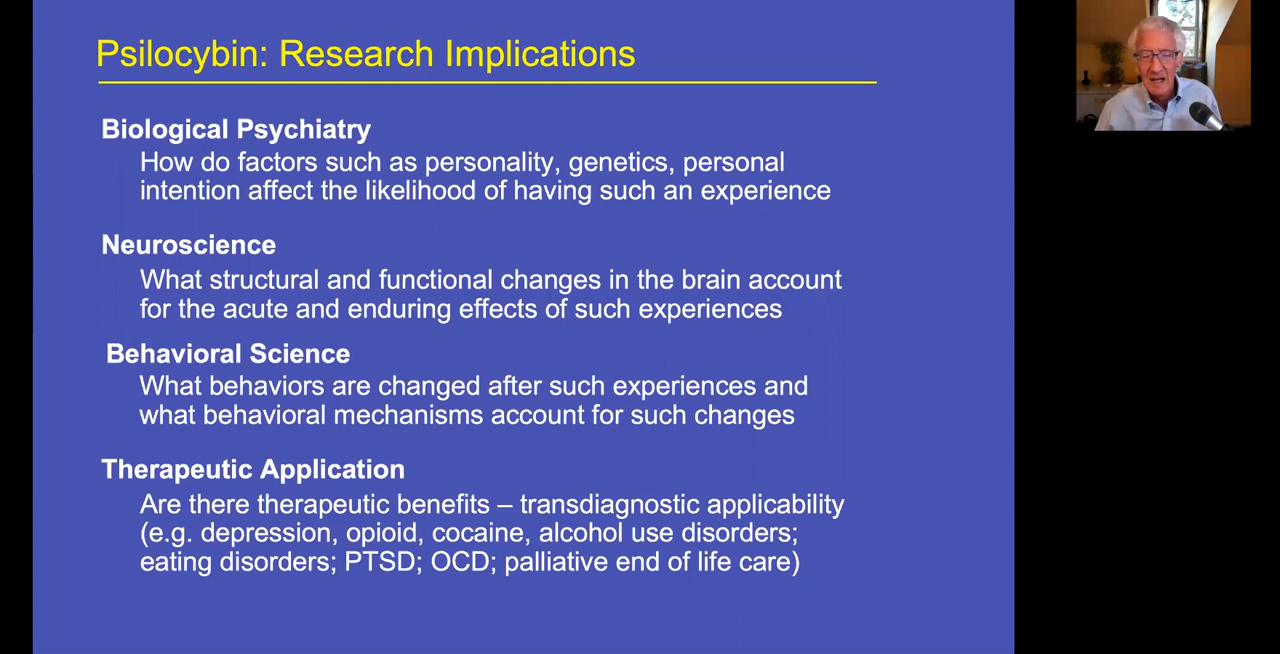 Psilocybin: Research Implications
Biological Psychiatry
How do factors such as personality, genetics, personal
intention affect the likelihood of having such an experience
Neuroscience
What structural and functional changes in the brain account
for the acute and enduring effects of such experiences
Behavioral Science
What behaviors are changed after such experiences and
what behavioral mechanisms account for such changes
Therapeutic Application
Are there therapeutic benefits – transdiagnostic applicability
(e.g. depression, opioid, cocaine, alcohol use disorders;
eating disorders; PTSD; OCD; palliative end of life care)